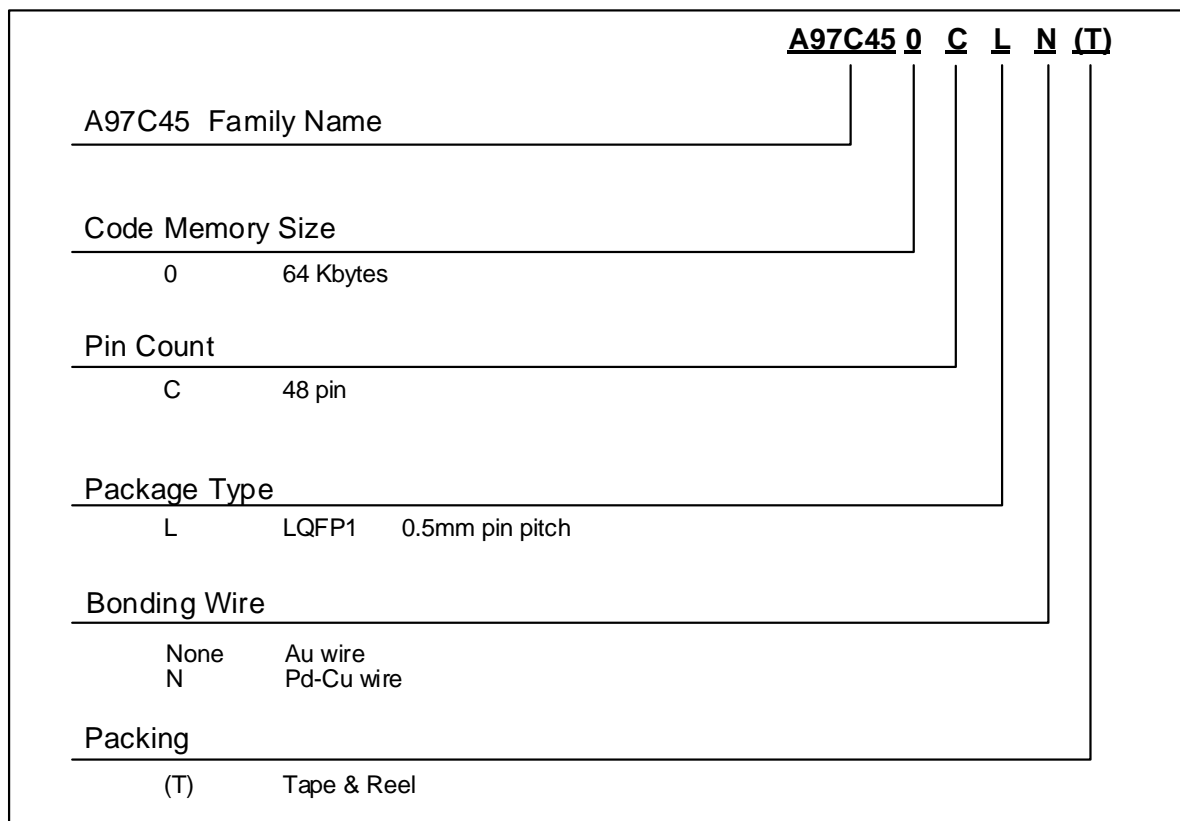 A97C45 0 C L N (T)
A97C45 Family Name
Code Memory Size
0 64 Kbytes
Pin Count
C 48 pin
Package Type
L LQFP1 0.5mm pin pitch
Bonding Wire
None Au wire
N Pd-Cu wire
Packing
(T) Tape & Reel